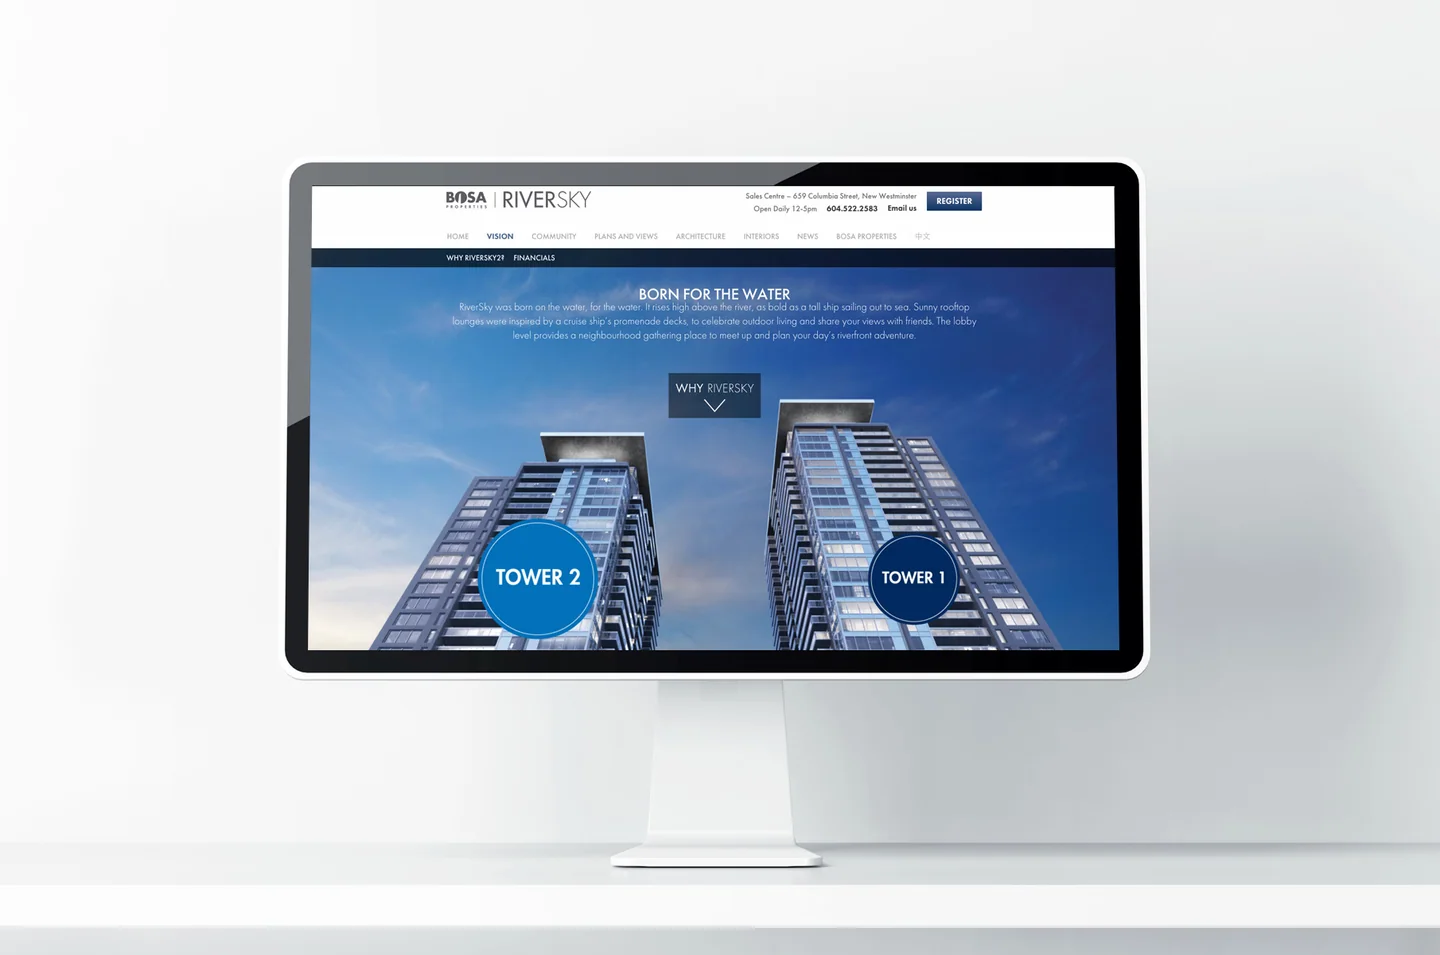 BOSA
PROPERTIES
RIVERSKY
Sales Centre – 659 Columbia Street, New Westminster
Open Daily 12-5pm 604.522.2583 Email us
REGISTER
HOME VISION COMMUNITY PLANS AND VIEWS ARCHITECTURE INTERIORS NEWS BOSA PROPERTIES 中文
WHY RIVERSKY2? FINANCIALS
BORN FOR THE WATER
RiverSky was born on the water, for the water. It rises high above the river, as bold as a tall ship sailing out to sea. Sunny rooftop
lounges were inspired by a cruise ship's promenade decks, to celebrate outdoor living and share your views with friends. The lobby
level provides a neighbourhood gathering place to meet up and plan your day's riverfront adventure.
WHY RIVERSKY
TOWER 2
TOWER 1